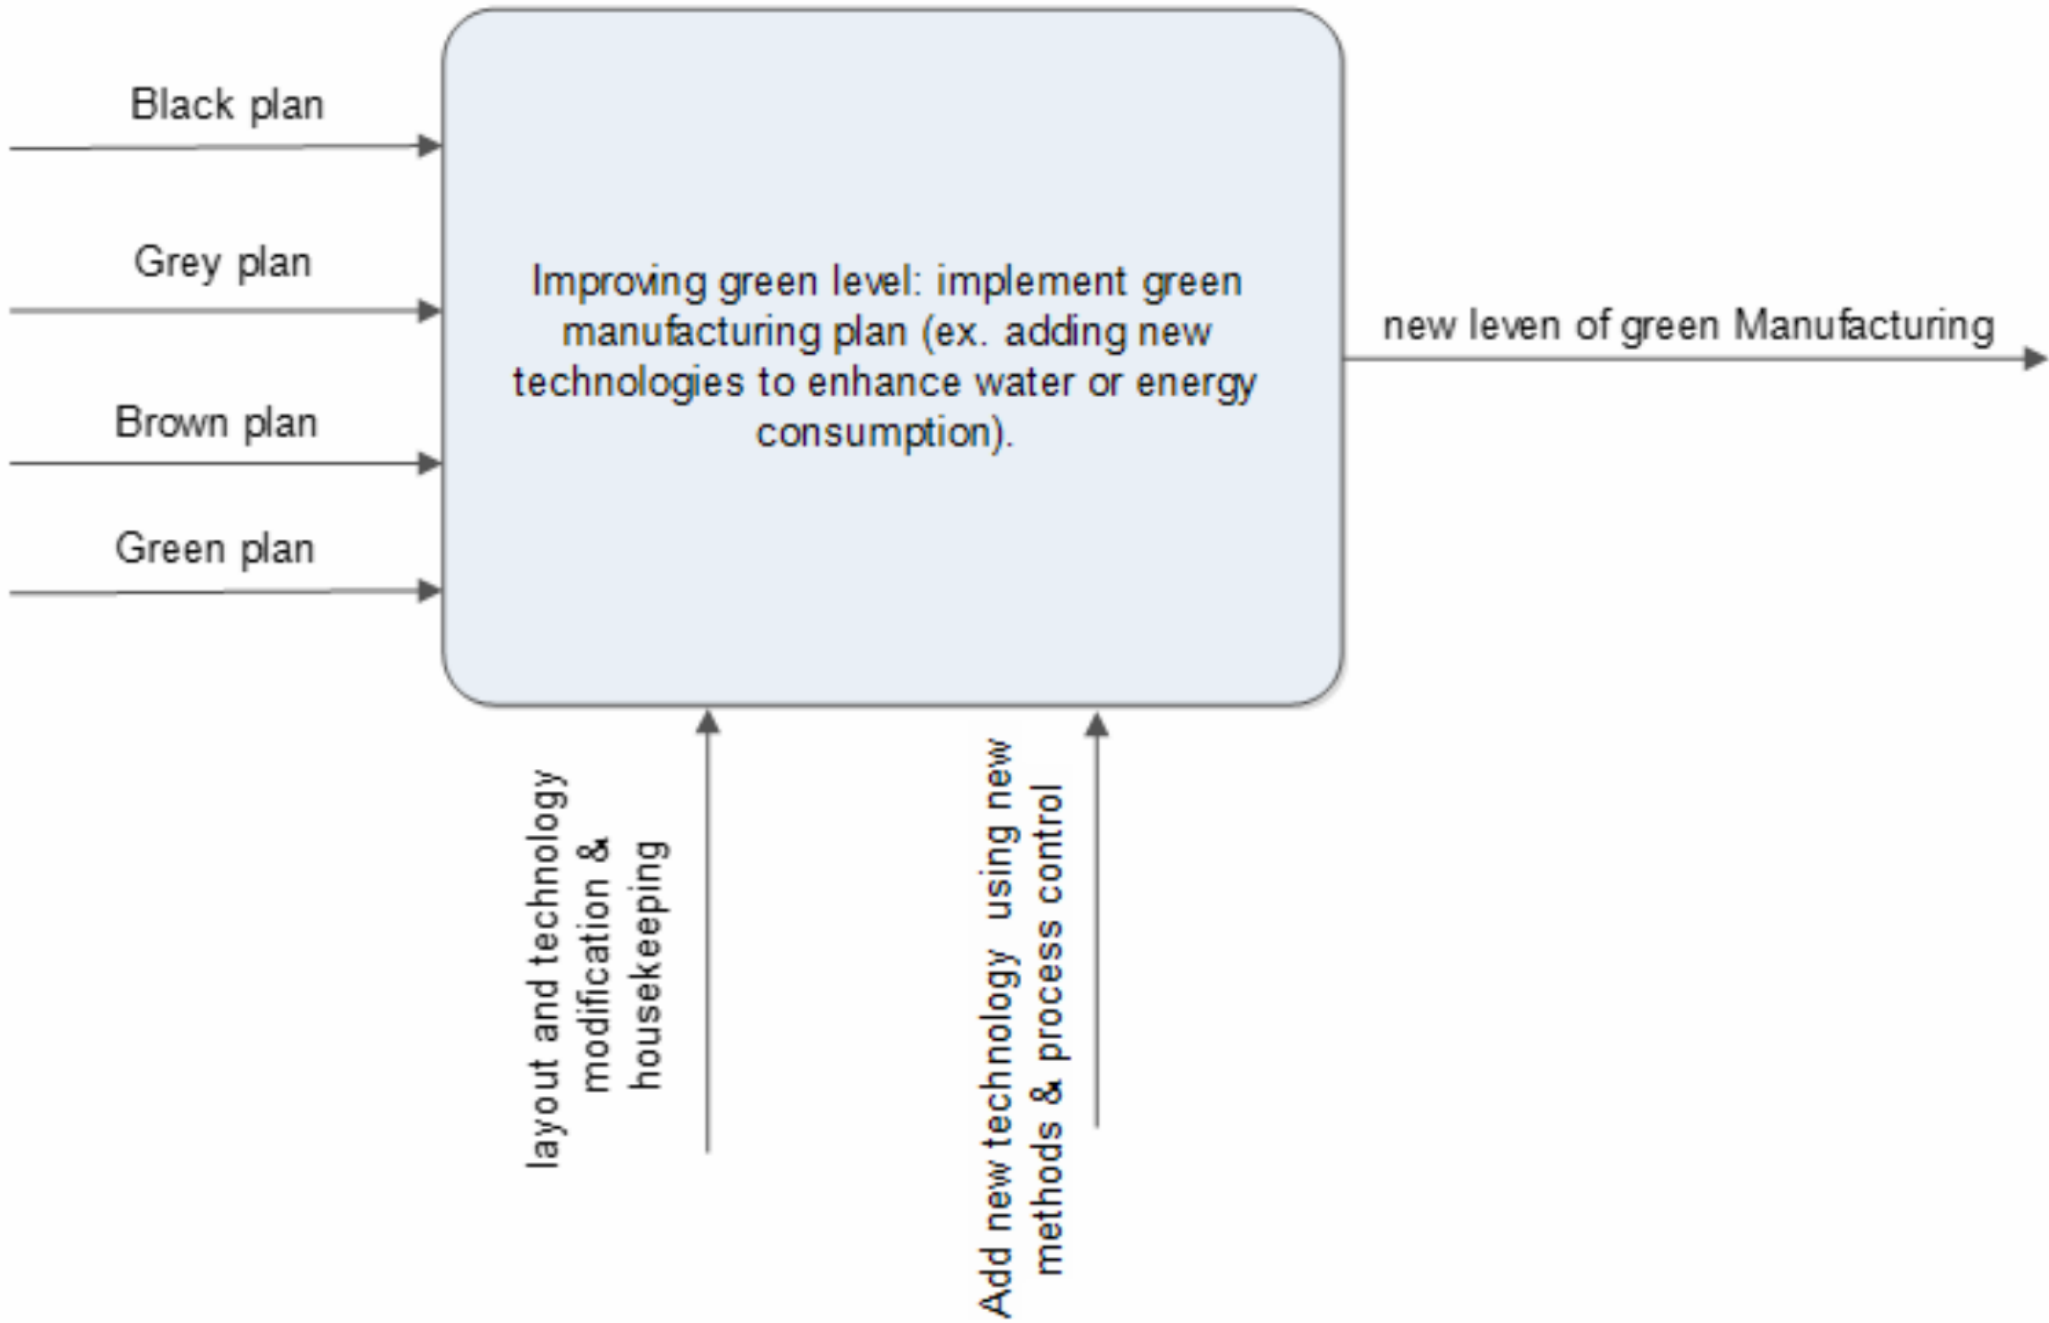 Black plan
Grey plan
Brown plan
Green plan
Improving green level: implement green
manufacturing plan (ex. adding new
technologies to enhance water or energy
consumption).
new leven of green Manufacturing
layout and technology
modification &
housekeeping
Add new technology using new
methods & process control